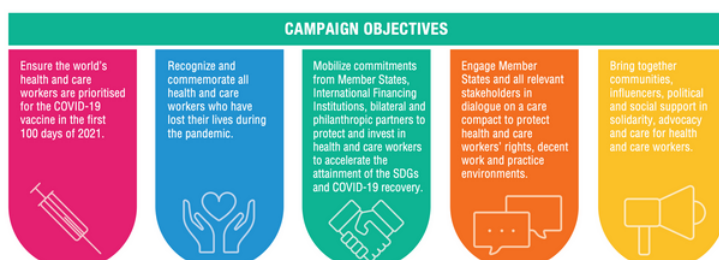 CAMPAIGN OBJECTIVES
Ensure the world's
health and care
workers are prioritised
for the COVID-19
vaccine in the first
100 days of 2021.
Recognize and
commemorate all
health and care
workers who have
lost their lives during
the pandemic.
Mobilize commitments
from Member States,
International Financing
Institutions, bilateral and
philanthropic partners to
protect and invest in
health and care workers
to accelerate the
attainment of the SDGs
and COVID-19 recovery.
Engage Member
States and all relevant
stakeholders in
dialogue on a care
compact to protect
health and care
workers' rights, decent
work and practice
environments.
Bring together
communities,
influencers, political
and social support in
solidarity, advocacy
and care for health
and care workers.